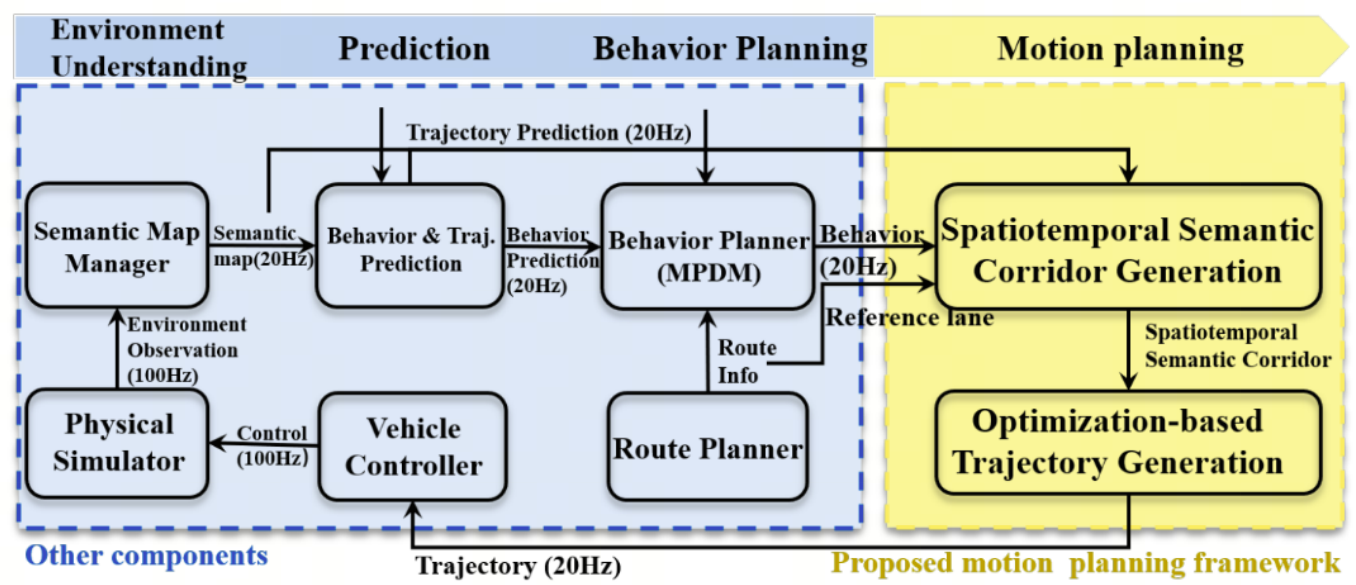 Environment
Understanding
Prediction
Behavior Planning
Motion planning
Trajectory Prediction (20Hz)
Semantic Map
Manager
Semantic
map(20Hz)
Behavior & Traj.
Prediction
Behavior
Prediction
(20Hz)
Behavior Planner
(MPDM)
Behavior
(20Hz)
Reference lane
Spatiotemporal Semantic
Corridor Generation
Environment
Observation
(100Hz)
Route
Info
Spatiotemporal
Semantic Corridor
Physical
Simulator
Control
(100Hz)
Vehicle
Controller
Route Planner
Optimization-based
Trajectory Generation
Other components
Trajectory (20Hz)
Proposed motion planning framework